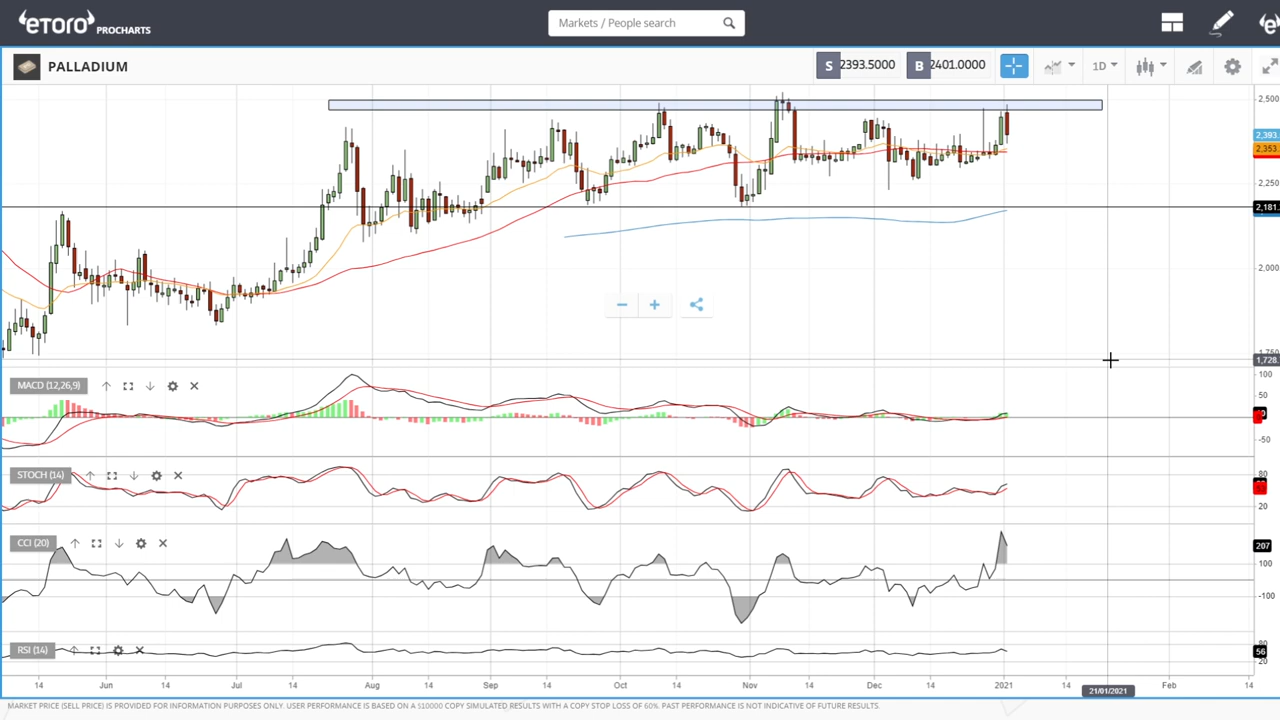 eToro PROCHARTS
Markets / People search
PALLADIUM
S 2393.5000 B 2401.0000 1D
2,500
2,393.
2,353.
2,250
2,181.
2,000
1,728.
MACD (12,26,9)
100
50
-50
STOCH (14)
80
20
CCI (20)
207
100
-100
RSI (14)
80
56
20
14 Jun 14 Jul 14 Aug 14 Sep 14 Oct 14 Nov 14 Dec 14 2021 14 21/01/2021 Feb 14
MARKET PRICE (SELL PRICE) IS PROVIDED FOR INFORMATION PURPOSES ONLY. USER PERFORMANCE IS BASED ON A $10000 COPY SIMULATED RESULTS WITH A COPY STOP LOSS OF 60%. PAST PERFORMANCE IS NOT INDICATIVE OF FUTURE RESULTS.